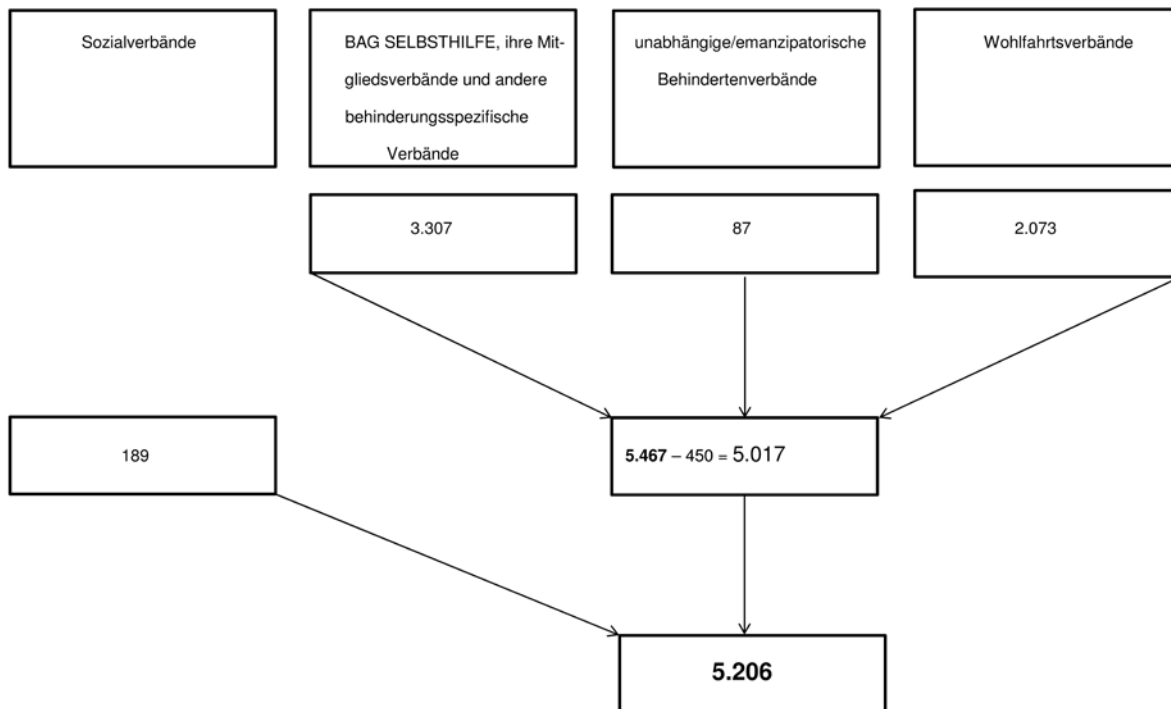 Sozialverbände
BAG SELBSTHILFE, ihre Mit-
gliedsverbände und andere
behinderungsspezifische
Verbände
unabhängige/emanzipatorische
Behindertenverbände
Wohlfahrtsverbände
3.307
87
2.073
189
5.467 – 450 = 5.017
5.206